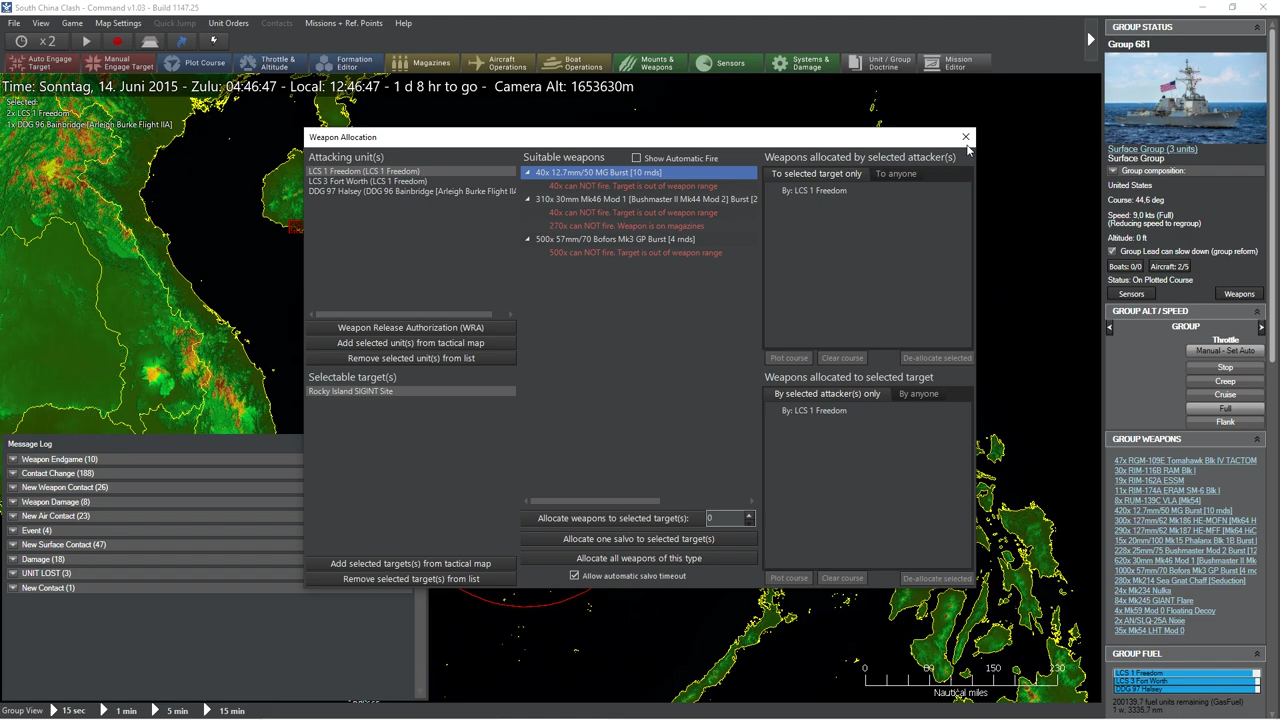 South China Clash - Command v1.03 - Build 1147.25
File View Game Map Settings Quick Jump Unit Orders Contacts Missions + Ref. Points Help
x 2
Auto Engage Target
Manual Engage Target
Plot Course
Throttle & Altitude
Formation Editor
Magazines
Aircraft Operations
Boat Operations
Mounts & Weapons
Sensors
Systems & Damage
Unit / Group Doctrine
Mission Editor
Time: Sonntag, 14. Juni 2015 - Zulu: 04:46:47 - Local: 12:46:47 - 1 d 8 hr to go - Camera Alt: 1653630m
Selected:
2x LCS 1 Freedom
1x DDG 96 Bainbridge [Arleigh Burke Flight IIA]
Weapon Allocation
Attacking unit(s)
LCS 1 Freedom (LCS 1 Freedom)
LCS 3 Fort Worth (LCS 1 Freedom)
DDG 97 Halsey (DDG 96 Bainbridge [Arleigh Burke Flight II
Weapon Release Authorization (WRA)
Add selected unit(s) from tactical map
Remove selected unit(s) from list
Selectable target(s)
Rocky Island SIGINT Site
Add selected targets(s) from tactical map
Remove selected target(s) from list
Suitable weapons
Show Automatic Fire
40x 12.7mm/50 MG Burst [10 rnds]
40x can NOT fire. Target is out of weapon range
310x 30mm Mk46 Mod 1 [Bushmaster II Mk44 Mod 2] Burst [2
40x can NOT fire. Target is out of weapon range
270x can NOT fire. Weapon is on magazines
500x 57mm/70 Bofors Mk3 GP Burst [4 rnds]
500x can NOT fire. Target is out of weapon range
Allocate weapons to selected target(s): 0
Allocate one salvo to selected target(s)
Allocate all weapons of this type
Allow automatic salvo timeout
Weapons allocated by selected attacker(s)
To selected target only To anyone
By: LCS 1 Freedom
Plot course Clear course De-allocate selected
Weapons allocated to selected target
By selected attacker(s) only By anyone
By: LCS 1 Freedom
Plot course Clear course De-allocate selected
Message Log
Weapon Endgame (10)
Contact Change (188)
New Weapon Contact (26)
Weapon Damage (8)
New Air Contact (23)
Event (4)
New Surface Contact (47)
Damage (18)
UNIT LOST (3)
New Contact (1)
Group View 15 sec 1 min 5 min 15 min
0 80 150 230
Nautical miles
GROUP STATUS
Group 681
Surface Group (3 units)
Surface Group
Group composition:
United States
Course: 44,6 deg
Speed: 9,0 kts (Full)
(Reducing speed to regroup)
Altitude: 0 ft
Group Lead can slow down (group reform)
Boats: 0/0 Aircraft: 2/5
Status: On Plotted Course
Sensors Weapons
GROUP ALT / SPEED
GROUP
Throttle
Manual - Set Auto
Stop
Creep
Cruise
Full
Flank
GROUP WEAPONS
47x RGM-109E Tomahawk Blk IV TACTOM
30x RIM-116B RAM Blk I
19x RIM-162A ESSM
11x RIM-174A ERAM SM-6 Blk I
8x RUM-139C VLA [Mk54]
420x 12.7mm/50 MG Burst [10 rnds]
300x 127mm/62 Mk186 HE-MOFN [Mk64 H
290x 127mm/62 Mk187 HE-MFF [Mk64 HiC
15x 20mm/100 Mk15 Phalanx Blk 1B Burst [
228x 25mm/75 Bushmaster Mod 2 Burst [12
620x 30mm Mk46 Mod 1 [Bushmaster II Mk
1000x 57mm/70 Bofors Mk3 GP Burst [4 rnd
280x Mk214 Sea Gnat Chaff [Seduction]
24x Mk234 Nulka
84x Mk245 GIANT Flare
4x Mk59 Mod 0 Floating Decoy
2x AN/SLQ-25A Nixie
35x Mk54 LHT Mod 0
GROUP FUEL
LCS 1 Freedom
LCS 3 Fort Worth
DDG 97 Halsey
200139,7 fuel units remaining (GasFuel)
1 w, 3335,7 nm